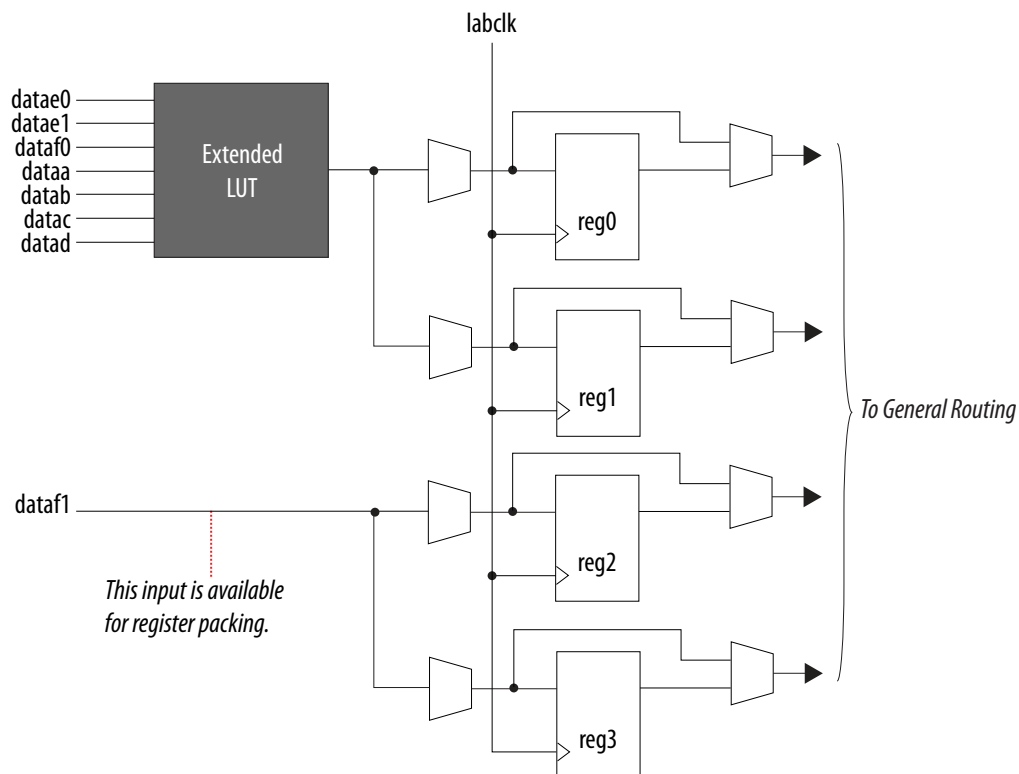 labclk
datae0
datae1
dataf0
dataa
datab
datac
datad
Extended
LUT
reg0
reg1
To General Routing
dataf1
reg2
This input is available
for register packing.
reg3